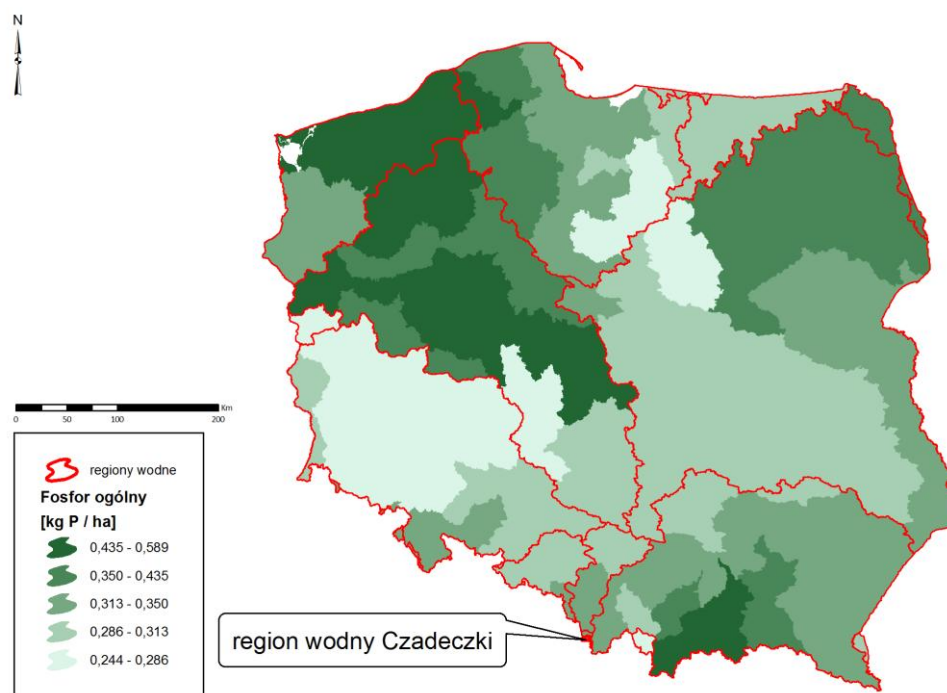 N
Km
0 50 100 200
regiony wodne
Fosfor ogólny
[kg P / ha]
0,435 - 0,589
0,350 - 0,435
0,313 - 0,350
0,286 - 0,313
0,244 - 0,286
region wodny Czadeczki